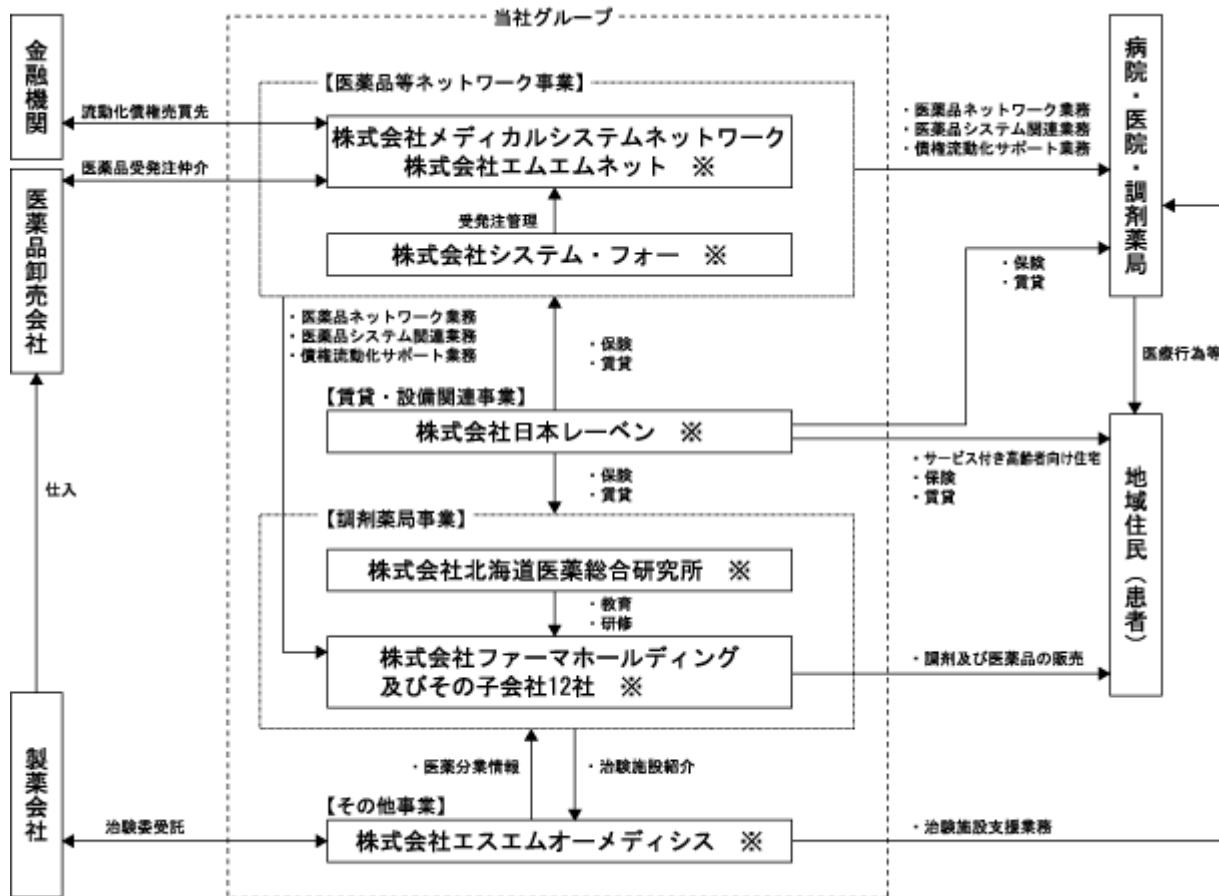 当社グループ
金融機関
医薬品卸売会社
製薬会社
流動化債権売買先
医薬品受発注仲介
仕入
治験委受託
【医薬品等ネットワーク事業】
株式会社メディカルシステムネットワーク
株式会社エムエムネット ※
受発注管理
株式会社システム・フォー ※
・医薬品ネットワーク業務
・医薬品システム関連業務
・債権流動化サポート業務
・保険
・賃貸
【賃貸・設備関連事業】
株式会社日本レーベン ※
・保険
・賃貸
【調剤薬局事業】
株式会社北海道医薬総合研究所 ※
・教育
・研修
株式会社ファーマホールディング
及びその子会社12社 ※
・医薬分業情報
・治験施設紹介
【その他事業】
株式会社エスエムオーメディシス ※
・医薬品ネットワーク業務
・医薬品システム関連業務
・債権流動化サポート業務
・保険
・賃貸
・サービス付き高齢者向け住宅
・保険
・賃貸
・調剤及び医薬品の販売
・治験施設支援業務
病院・医院・調剤薬局
医療行為等
地域住民（患者）